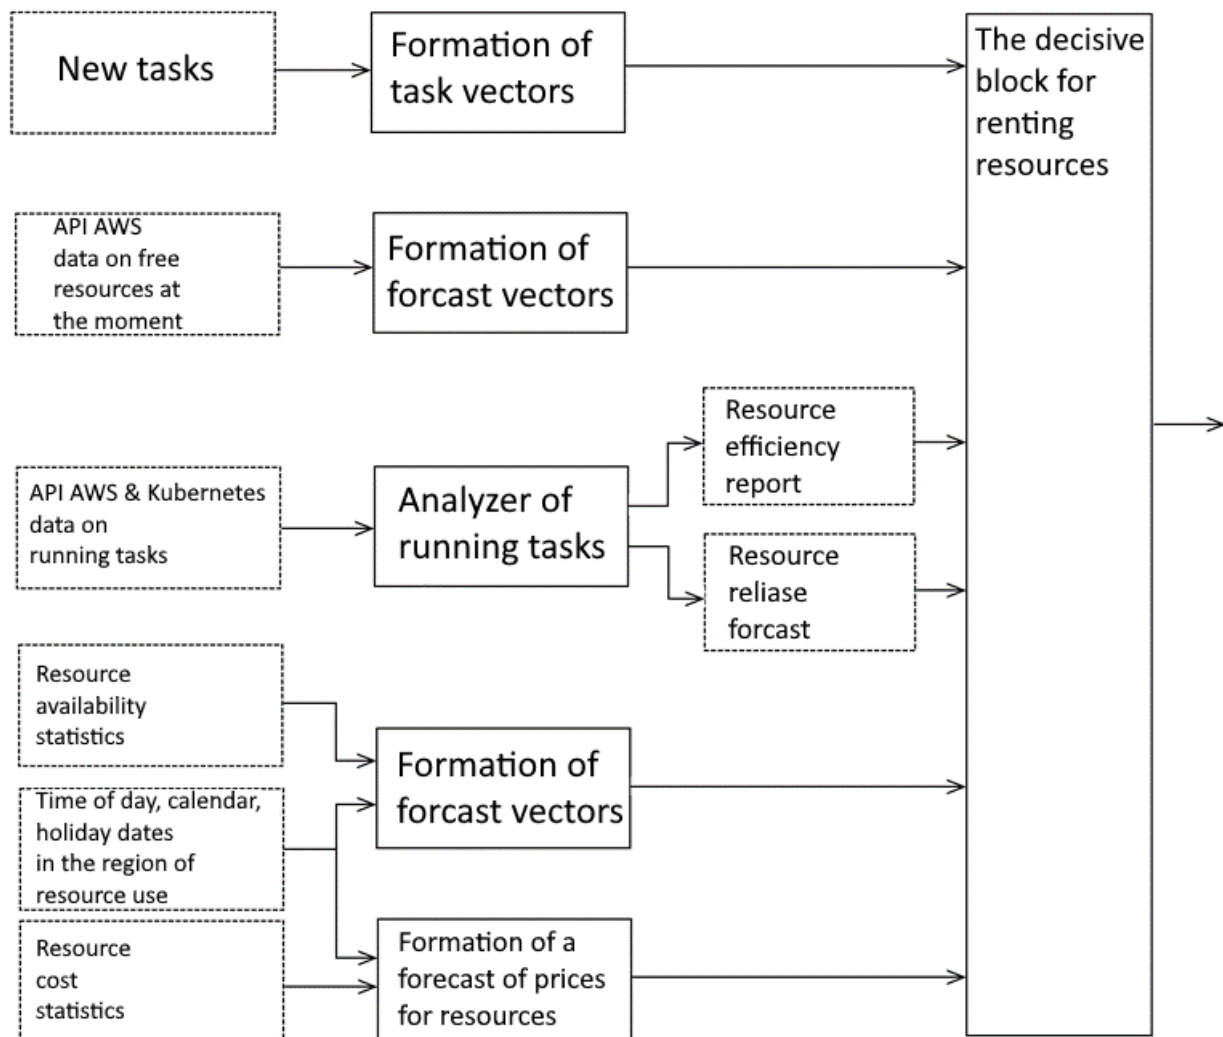 New tasks
Formation of
task vectors
The decisive
block for
renting
resources
API AWS
data on free
resources at
the moment
Formation of
forcast vectors
API AWS & Kubernetes
data on
running tasks
Analyzer of
running tasks
Resource
efficiency
report
Resource
reliase
forcast
Resource
availability
statistics
Time of day, calendar,
holiday dates
in the region of
resource use
Formation of
forcast vectors
Resource
cost
statistics
Formation of a
forecast of prices
for resources